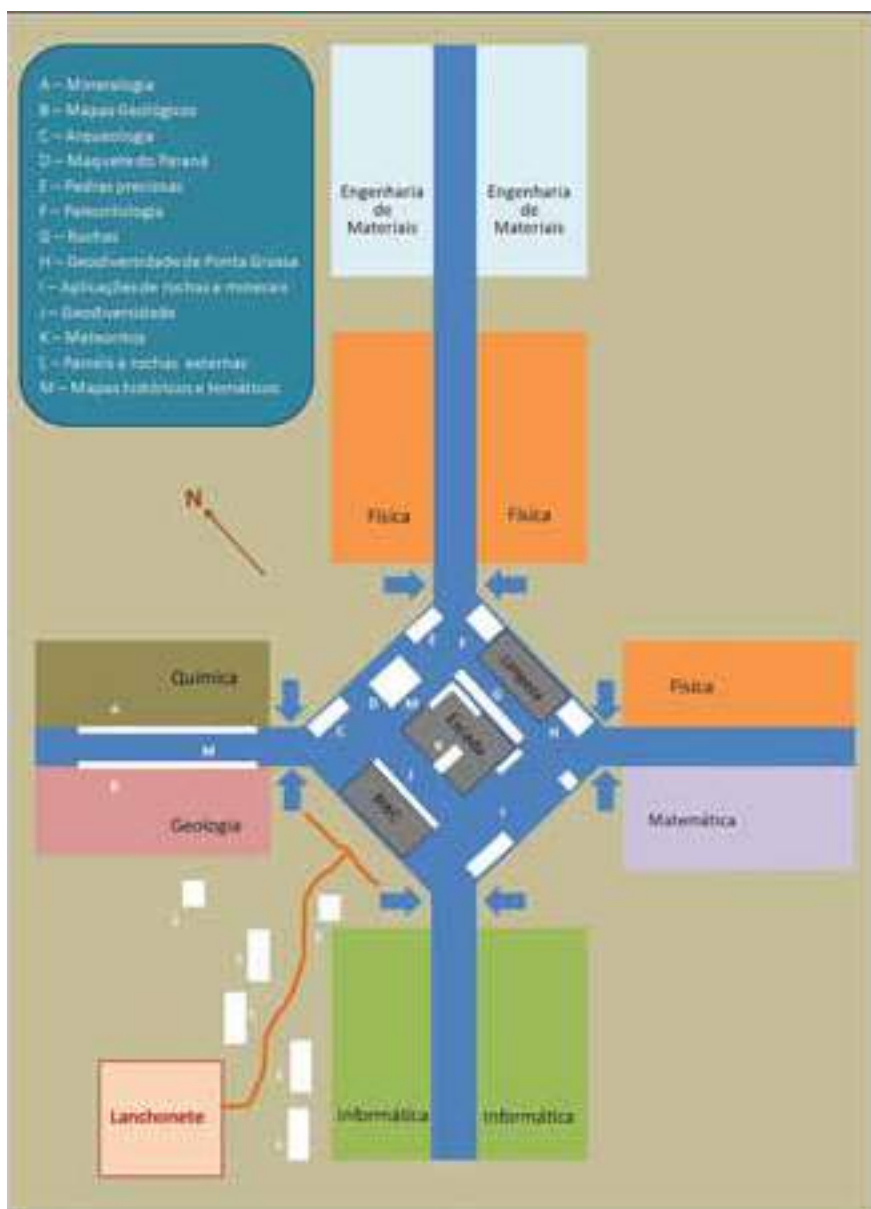 A – Mineralogia
B – Mapas Geológicos
C – Arqueologia
D – Maquete do Paraná
E – Pedras preciosas
F – Paleontologia
G – Rochas
H – Geodiversidade de Ponta Grossa
I – Aplicações de rochas e minerais
J – Geodiversidade
K – Meteoritos
L – Painéis e rochas externas
M – Mapas históricos e temáticos
Engenharia
de
Materiais
Engenharia
de
Materiais
N
Física
Física
Química
Física
Limpeza
Escada
D
M
C
H
A
M
Geologia
Matemática
Lanchonete
Informática
Informática